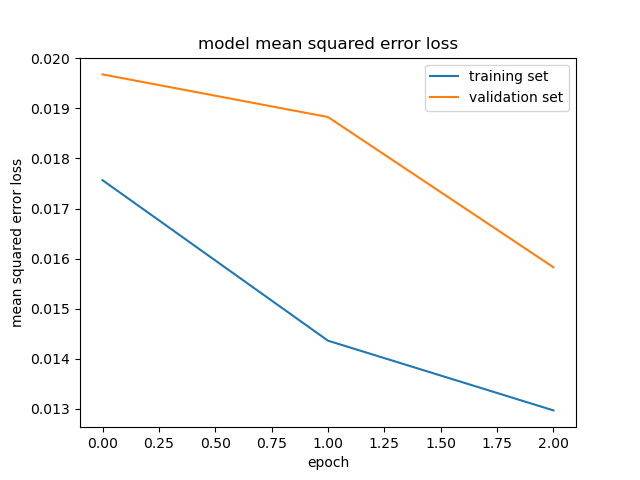 model mean squared error loss
0.020
0.019
0.018
0.017
0.016
0.015
0.014
0.013
mean squared error loss
training set
validation set
0.00 0.25 0.50 0.75 1.00 1.25 1.50 1.75 2.00
epoch